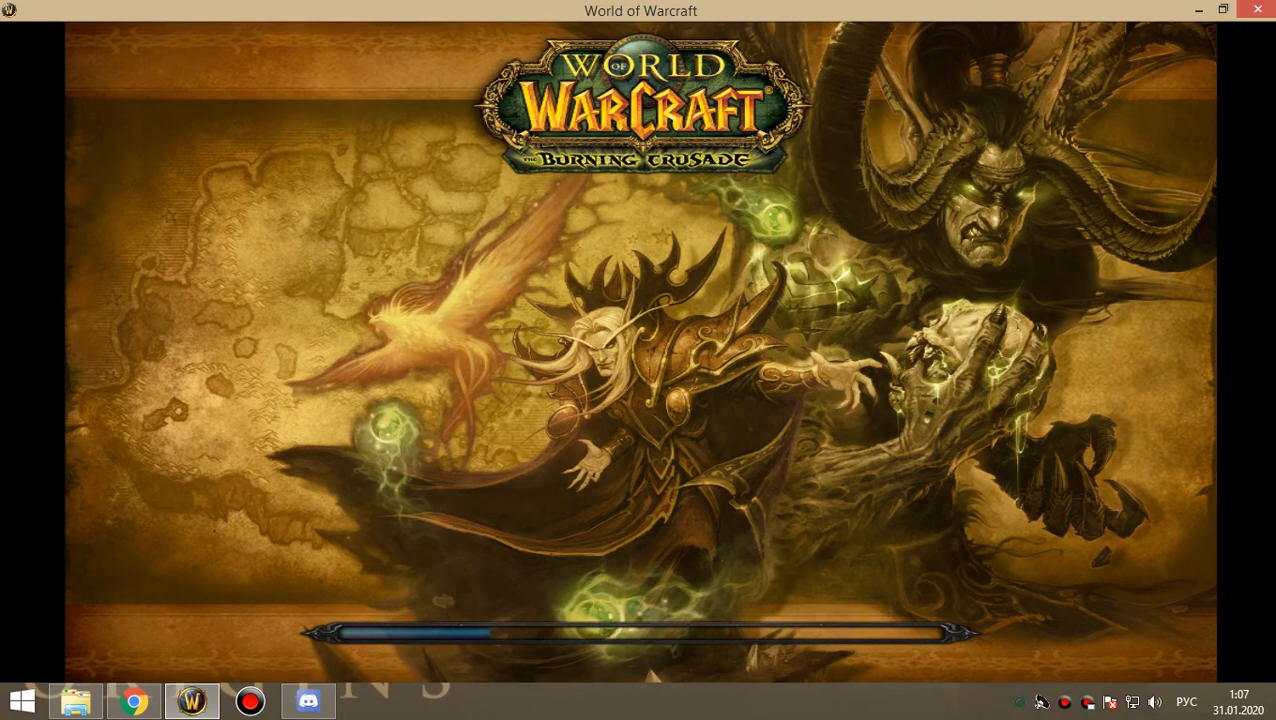 World of Warcraft
WORLD
OF
WARCRAFT®
THE BURNING CRUSADE
РУС
1:07
31.01.2020